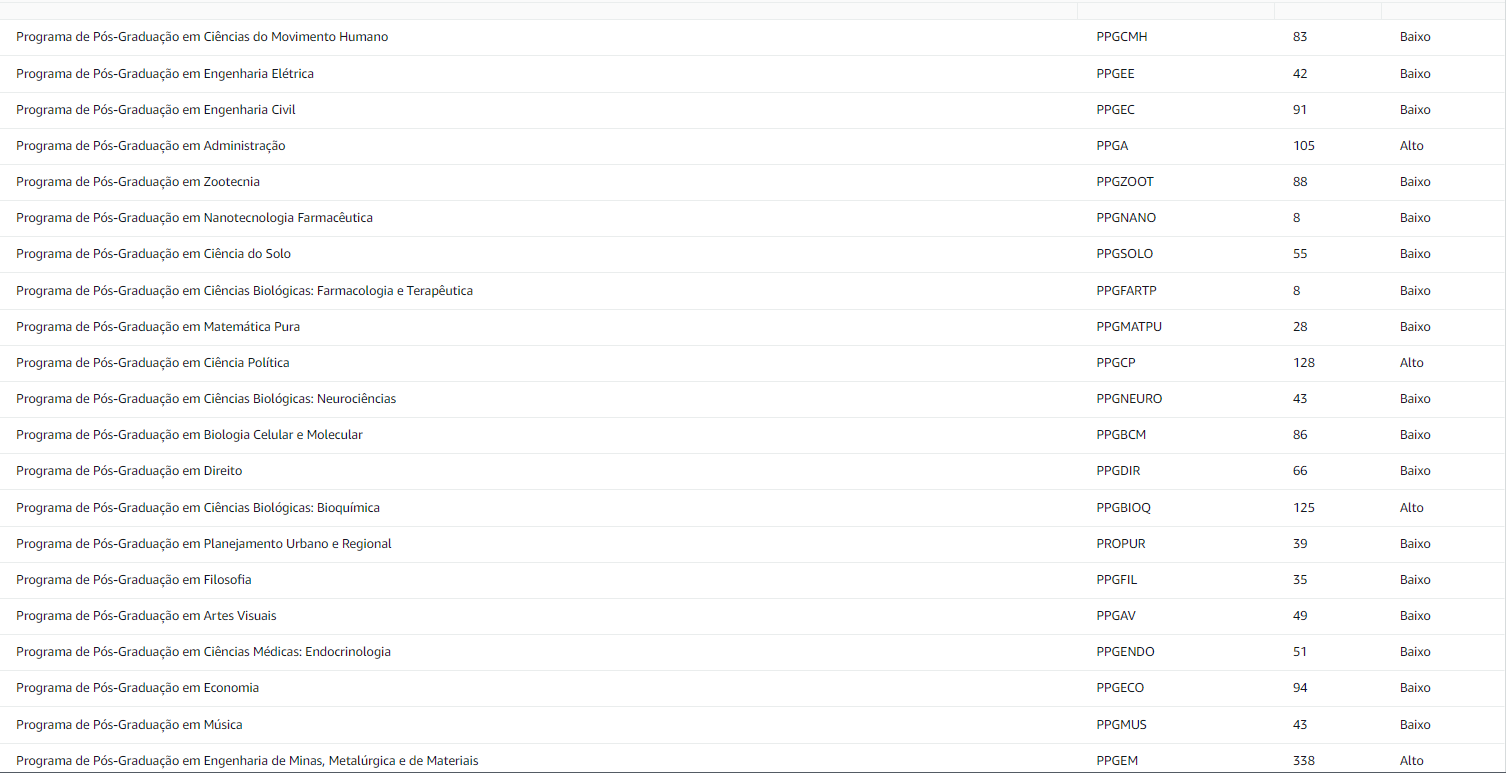 Programa de Pós-Graduação em Ciências do Movimento Humano PPGCMH 83 Baixo
Programa de Pós-Graduação em Engenharia Elétrica PPGEE 42 Baixo
Programa de Pós-Graduação em Engenharia Civil PPGEC 91 Baixo
Programa de Pós-Graduação em Administração PPGA 105 Alto
Programa de Pós-Graduação em Zootecnia PPGZOOT 88 Baixo
Programa de Pós-Graduação em Nanotecnologia Farmacêutica PPGNANO 8 Baixo
Programa de Pós-Graduação em Ciência do Solo PPGSOLO 55 Baixo
Programa de Pós-Graduação em Ciências Biológicas: Farmacologia e Terapêutica PPGFARTP 8 Baixo
Programa de Pós-Graduação em Matemática Pura PPGMATPU 28 Baixo
Programa de Pós-Graduação em Ciência Política PPGCP 128 Alto
Programa de Pós-Graduação em Ciências Biológicas: Neurociências PPGNEURO 43 Baixo
Programa de Pós-Graduação em Biologia Celular e Molecular PPGBCM 86 Baixo
Programa de Pós-Graduação em Direito PPGDIR 66 Baixo
Programa de Pós-Graduação em Ciências Biológicas: Bioquímica PPGBIOQ 125 Alto
Programa de Pós-Graduação em Planejamento Urbano e Regional PROPUR 39 Baixo
Programa de Pós-Graduação em Filosofia PPGFIL 35 Baixo
Programa de Pós-Graduação em Artes Visuais PPGAV 49 Baixo
Programa de Pós-Graduação em Ciências Médicas: Endocrinologia PPGENDO 51 Baixo
Programa de Pós-Graduação em Economia PPGECO 94 Baixo
Programa de Pós-Graduação em Música PPGMUS 43 Baixo
Programa de Pós-Graduação em Engenharia de Minas, Metalúrgica e de Materiais PPGEM 338 Alto